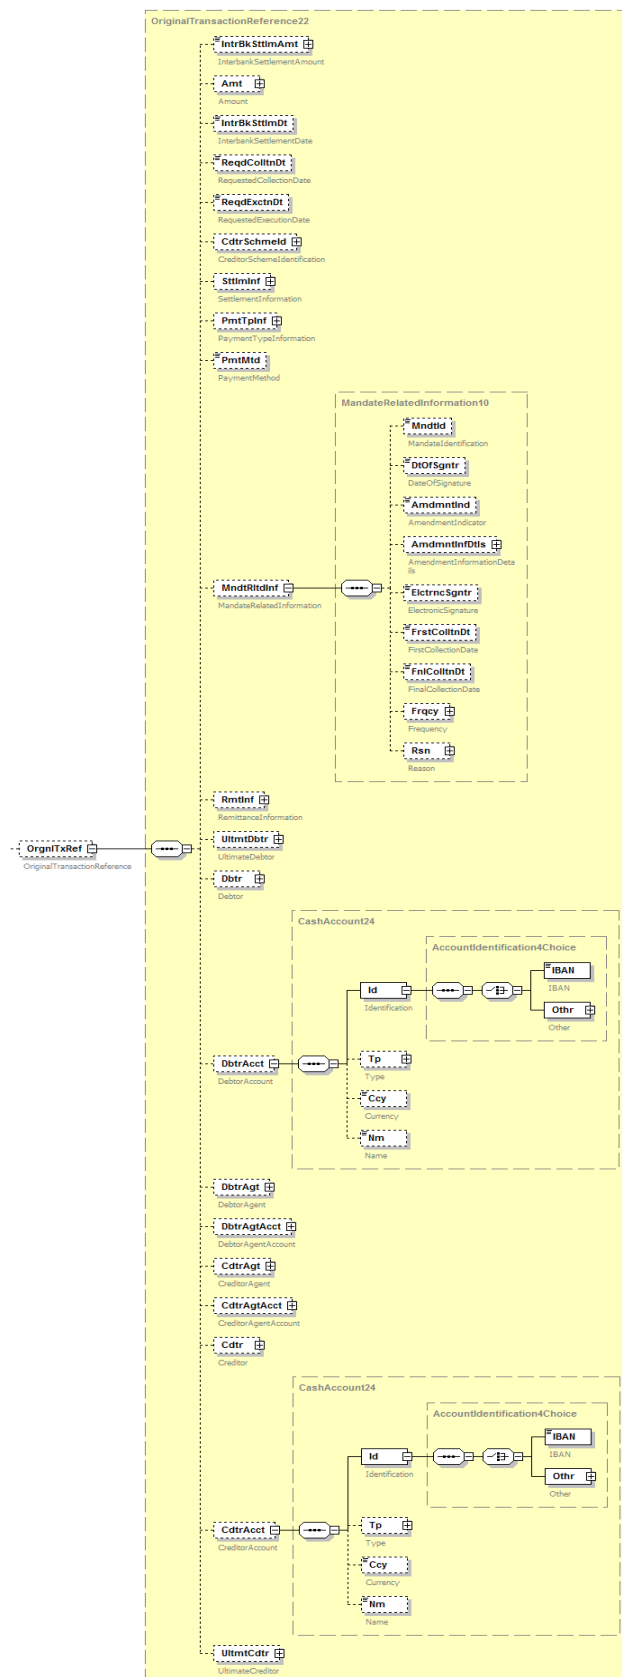 OriginalTransactionReference22
IntrBkSttlmAmt
InterbankSettlementAmount
Amt
Amount
IntrBkSttlmDt
InterbankSettlementDate
ReqdColltnDt
RequestedCollectionDate
ReqdExctnDt
RequestedExecutionDate
CdtrSchmeId
CreditorSchemeIdentification
SttlmInf
SettlementInformation
PmtTpInf
PaymentTypeInformation
PmtMtd
PaymentMethod
MandateRelatedInformation10
MndtId
MandateIdentification
DtOfSgntr
DateOfSignature
AmdmntInd
AmendmentIndicator
AmdmntInfDtls
AmendmentInformationDeta
ils
MndtRltdInf
MandateRelatedInformation
ElctrncSgntr
ElectronicSignature
FrstColltnDt
FirstCollectionDate
FnlColltnDt
FinalCollectionDate
Frqcy
Frequency
Rsn
Reason
RmtInf
RemittanceInformation
UltmtDbtr
UltimateDebtor
OrgnlTxRef
OriginalTransactionReference
Dbtr
Debtor
CashAccount24
AccountIdentification4Choice
IBAN
IBAN
Id
Identification
Othr
Other
DbtrAcct
DebtorAccount
Tp
Type
Ccy
Currency
Nm
Name
DbtrAgt
DebtorAgent
DbtrAgtAcct
DebtorAgentAccount
CdtrAgt
CreditorAgent
CdtrAgtAcct
CreditorAgentAccount
Cdtr
Creditor
CashAccount24
AccountIdentification4Choice
IBAN
IBAN
Id
Identification
Othr
Other
CdtrAcct
CreditorAccount
Tp
Type
Ccy
Currency
Nm
Name
UltmtCdtr
UltimateCreditor